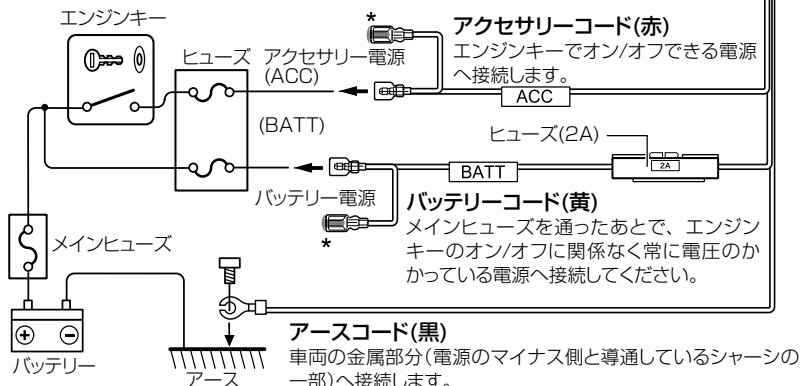 エンジンキー
ヒューズ
アクセサリー電源
(ACC)
*
アクセサリーコード(赤)
エンジンキーでオン/オフできる電源
へ接続します。
ACC
(BATT)
ヒューズ(2A)
2A
BATT
バッテリー電源
*
バッテリーコード(黄)
メインヒューズを通ったあとで、エンジン
キーのオン/オフに関係なく常に電圧のか
かっている電源へ接続してください。
メインヒューズ
+
-
バッテリー
アース
アースコード(黒)
車両の金属部分(電源のマイナス側と導通しているシャーシの
一部)へ接続します。